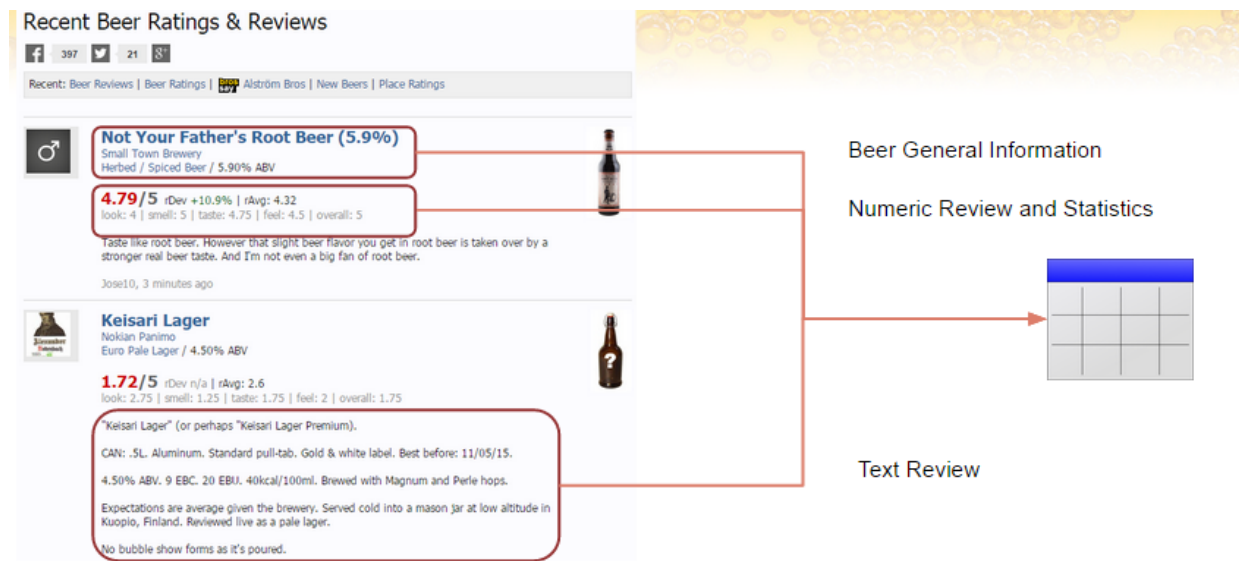 Recent Beer Ratings & Reviews
397
21
Recent: Beer Reviews | Beer Ratings | bros say Alström Bros | New Beers | Place Ratings
Not Your Father's Root Beer (5.9%)
Small Town Brewery
Herbed / Spiced Beer / 5.90% ABV
4.79/5 rDev +10.9% | rAvg: 4.32
look: 4 | smell: 5 | taste: 4.75 | feel: 4.5 | overall: 5
Taste like root beer. However that slight beer flavor you get in root beer is taken over by a
stronger real beer taste. And I'm not even a big fan of root beer.
Jose10, 3 minutes ago
Keisari Lager
Nokian Panimo
Euro Pale Lager / 4.50% ABV
1.72/5 rDev n/a | rAvg: 2.6
look: 2.75 | smell: 1.25 | taste: 1.75 | feel: 2 | overall: 1.75
"Keisari Lager" (or perhaps "Keisari Lager Premium).
CAN: .5L. Aluminum. Standard pull-tab. Gold & white label. Best before: 11/05/15.
4.50% ABV. 9 EBC. 20 EBU. 40kcal/100ml. Brewed with Magnum and Perle hops.
Expectations are average given the brewery. Served cold into a mason jar at low altitude in
Kuopio, Finland. Reviewed live as a pale lager.
No bubble show forms as it's poured.
Beer General Information
Numeric Review and Statistics
Text Review